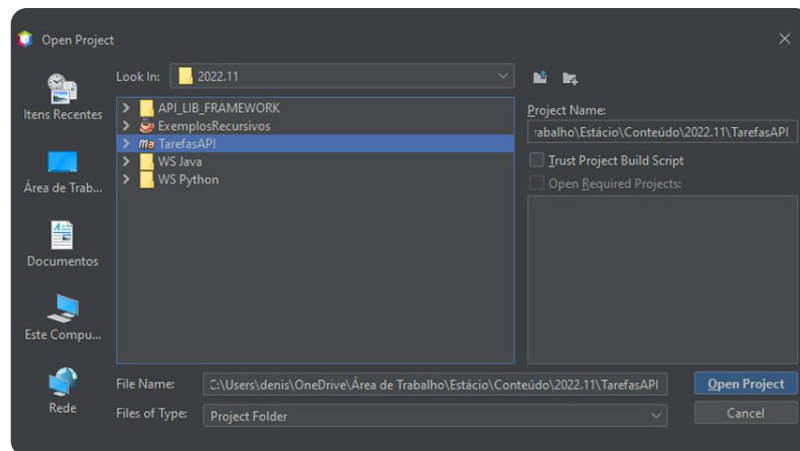 Open Project
Look In: 2022.11
Itens Recentes
Área de Trab...
Documentos
Este Compu...
Rede
API_LIB_FRAMEWORK
ExemplosRecursivos
ma TarefasAPI
WS Java
WS Python
Project Name:
rabalho\Estácio\Conteúdo\2022.11\TarefasAPI
Trust Project Build Script
Open Required Projects:
File Name: C:\Users\denis\OneDrive\Área de Trabalho\Estácio\Conteúdo\2022.11\TarefasAPI
Open Project
Files of Type: Project Folder
Cancel